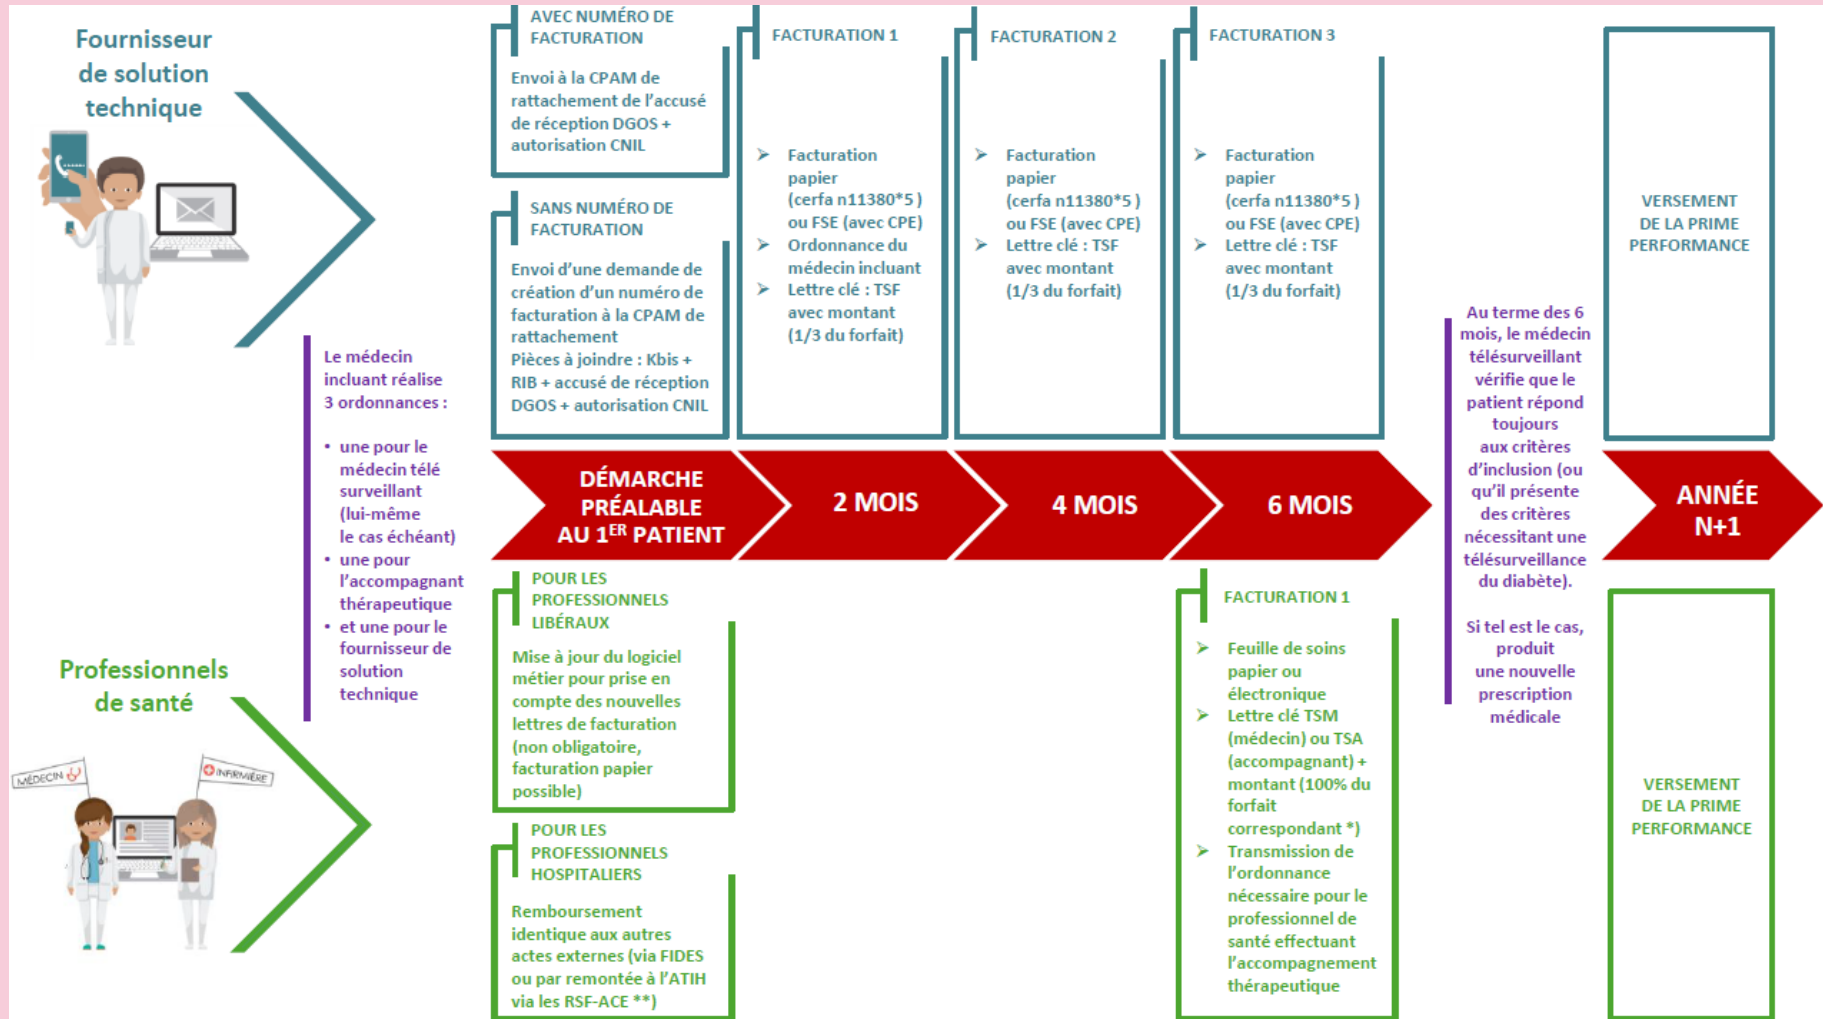 Fournisseur
de solution
technique
AVEC NUMÉRO DE
FACTURATION
Envoi à la CPAM de
rattachement de l'accusé
de réception DGOS +
autorisation CNIL
SANS NUMÉRO DE
FACTURATION
Envoi d'une demande de
création d'un numéro de
facturation à la CPAM de
rattachement
Pièces à joindre : Kbis +
RIB + accusé de réception
DGOS + autorisation CNIL
FACTURATION 1
➢ Facturation
papier
(cerfa n11380*5 )
ou FSE (avec CPE)
➢ Ordonnance du
médecin incluant
➢ Lettre clé : TSF
avec montant
(1/3 du forfait)
FACTURATION 2
➢ Facturation
papier
(cerfa n11380*5 )
ou FSE (avec CPE)
➢ Lettre clé : TSF
avec montant
(1/3 du forfait)
FACTURATION 3
➢ Facturation
papier
(cerfa n11380*5 )
ou FSE (avec CPE)
➢ Lettre clé : TSF
avec montant
(1/3 du forfait)
VERSEMENT
DE LA PRIME
PERFORMANCE
Le médecin
incluant réalise
3 ordonnances :
• une pour le
médecin télé
surveillant
(lui-même
le cas échéant)
• une pour
l'accompagnant
thérapeutique
• et une pour le
fournisseur de
solution
technique
DÉMARCHE
PRÉALABLE
AU 1ER PATIENT
2 MOIS
4 MOIS
6 MOIS
Au terme des 6
mois, le médecin
télésurveillant
vérifie que le
patient répond
toujours
aux critères
d'inclusion (ou
qu'il présente
des critères
nécessitant une
télésurveillance
du diabète).
Si tel est le cas,
produit
une nouvelle
prescription
médicale
ANNÉE
N+1
Professionnels
de santé
MÉDECIN
INFIRMIÈRE
POUR LES
PROFESSIONNELS
LIBÉRAUX
Mise à jour du logiciel
métier pour prise en
compte des nouvelles
lettres de facturation
(non obligatoire,
facturation papier
possible)
POUR LES
PROFESSIONNELS
HOSPITALIERS
Remboursement
identique aux autres
actes externes (via FIDES
ou par remontée à l'ATIH
via les RSF-ACE **)
FACTURATION 1
➢ Feuille de soins
papier ou
électronique
➢ Lettre clé TSM
(médecin) ou TSA
(accompagnant) +
montant (100% du
forfait
correspondant *)
➢ Transmission de
l'ordonnance
nécessaire pour le
professionnel de
santé effectuant
l'accompagnement
thérapeutique
VERSEMENT
DE LA PRIME
PERFORMANCE